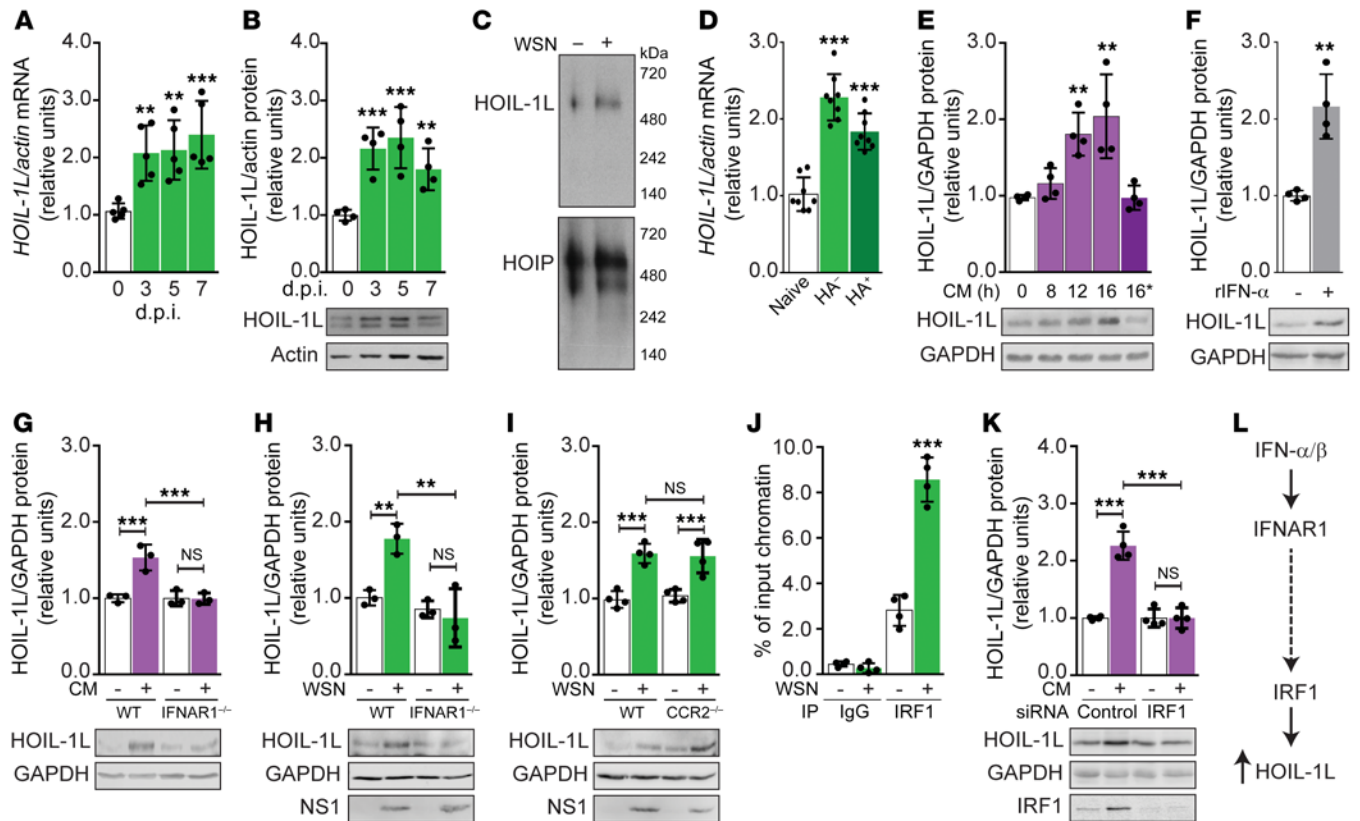 A
HOIL-1L/actin mRNA
(relative units)
4.0
3.0
2.0
1.0
0.0
** ** ***
0 3 5 7
d.p.i.
B
HOIL-1L/actin protein
(relative units)
4.0
3.0
2.0
1.0
0.0
*** *** **
d.p.i. 0 3 5 7
HOIL-1L
Actin
C
WSN – +
kDa
HOIL-1L
720
480
242
140
HOIP
720
480
242
140
D
HOIL-1L/actin mRNA
(relative units)
3.0
2.0
1.0
0.0
*** ***
Naive HA⁻ HA⁺
E
HOIL-1L/GAPDH protein
(relative units)
3.0
2.0
1.0
0.0
** **
CM (h) 0 8 12 16 16*
HOIL-1L
GAPDH
F
HOIL-1L/GAPDH protein
(relative units)
3.0
2.0
1.0
0.0
**
rIFN-α - +
HOIL-1L
GAPDH
G
HOIL-1L/GAPDH protein
(relative units)
3.0
2.0
1.0
0.0
***
*** NS
CM - + - +
WT IFNAR1⁻/⁻
HOIL-1L
GAPDH
H
HOIL-1L/GAPDH protein
(relative units)
3.0
2.0
1.0
0.0
**
** NS
WSN - + - +
WT IFNAR1⁻/⁻
HOIL-1L
GAPDH
NS1
I
HOIL-1L/GAPDH protein
(relative units)
3.0
2.0
1.0
0.0
NS
*** ***
WSN - + - +
WT CCR2⁻/⁻
HOIL-1L
GAPDH
NS1
J
% of input chromatin
10.0
8.0
6.0
4.0
2.0
0.0
***
WSN - + - +
IP IgG IRF1
K
HOIL-1L/GAPDH protein
(relative units)
4.0
3.0
2.0
1.0
0.0
***
*** NS
CM - + - +
siRNA Control IRF1
HOIL-1L
GAPDH
IRF1
L
IFN-α/β
IFNAR1
IRF1
HOIL-1L